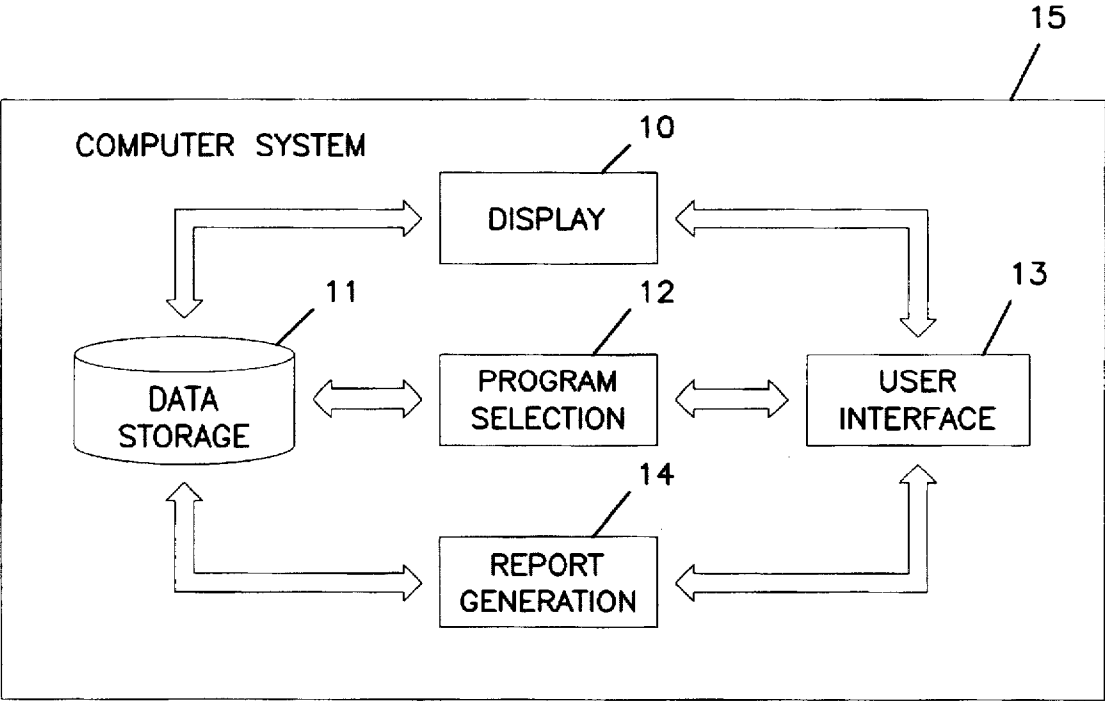 15
COMPUTER SYSTEM
10
DISPLAY
11
12
13
DATA
STORAGE
PROGRAM
SELECTION
USER
INTERFACE
14
REPORT
GENERATION